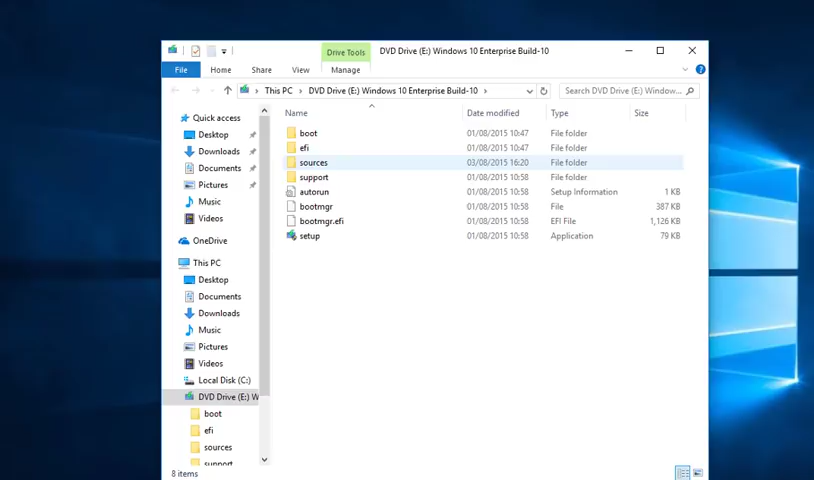 Drive Tools DVD Drive (E:) Windows 10 Enterprise Build-10
File Home Share View Manage
This PC DVD Drive (E:) Windows 10 Enterprise Build-10 Search DVD Drive (E:) Window...
Name Date modified Type Size
Quick access
Desktop
Downloads
Documents
Pictures
Music
Videos
OneDrive
This PC
Desktop
Documents
Downloads
Music
Pictures
Videos
Local Disk (C:)
DVD Drive (E:) W
boot
efi
sources
support
boot 01/08/2015 10:47 File folder
efi 01/08/2015 10:47 File folder
sources 03/08/2015 16:20 File folder
support 01/08/2015 10:58 File folder
autorun 01/08/2015 10:58 Setup Information 1 KB
bootmgr 01/08/2015 10:58 File 387 KB
bootmgr.efi 01/08/2015 10:58 EFI File 1,126 KB
setup 01/08/2015 10:58 Application 79 KB
8 items